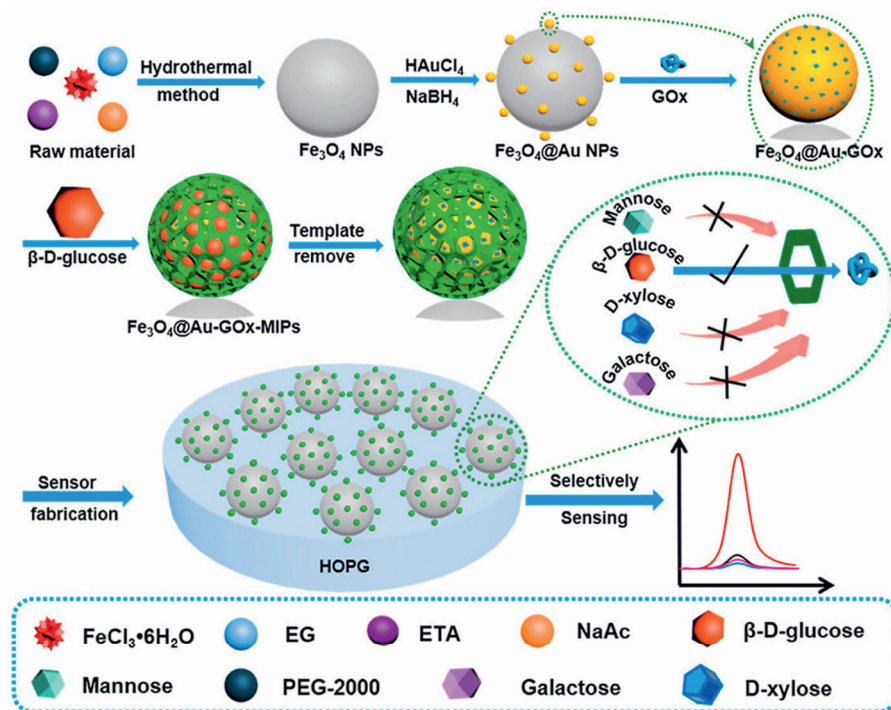 Raw material
Hydrothermal
method
Fe₃O₄ NPs
HAuCl₄
NaBH₄
Fe₃O₄@Au NPs
GOx
Fe₃O₄@Au-GOx
β-D-glucose
Fe₃O₄@Au-GOx-MIPs
Template
remove
Mannose
β-D-glucose
D-xylose
Galactose
Sensor
fabrication
HOPG
Selectively
Sensing
FeCl₃•6H₂O
EG
ETA
NaAc
β-D-glucose
Mannose
PEG-2000
Galactose
D-xylose